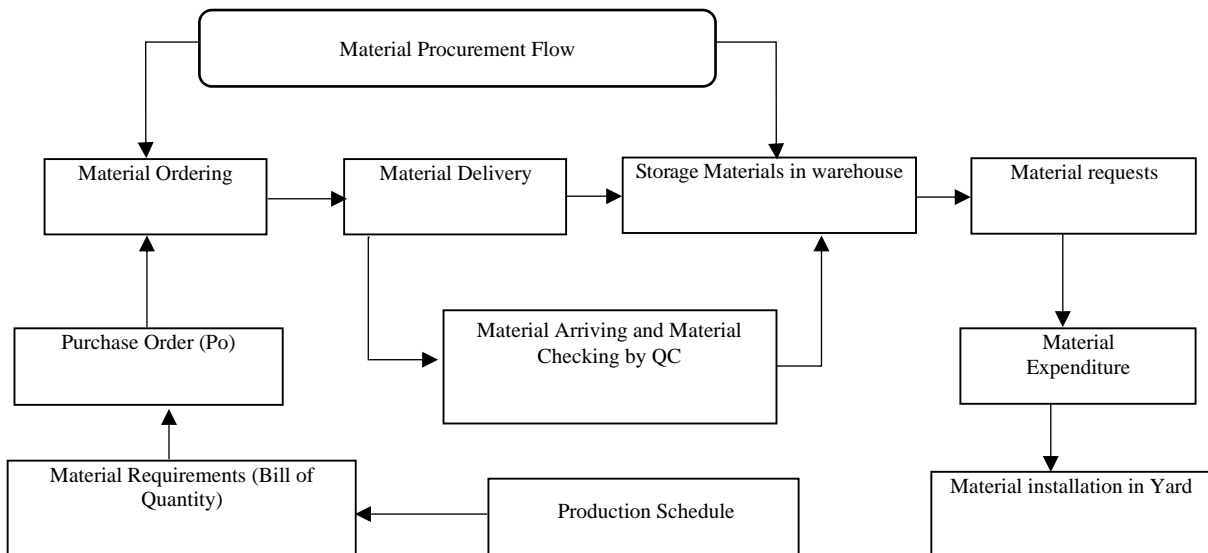 Material Procurement Flow
Material Ordering
Material Delivery
Storage Materials in warehouse
Material requests
Purchase Order (Po)
Material Arriving and Material
Checking by QC
Material
Expenditure
Material Requirements (Bill of
Quantity)
Production Schedule
Material installation in Yard